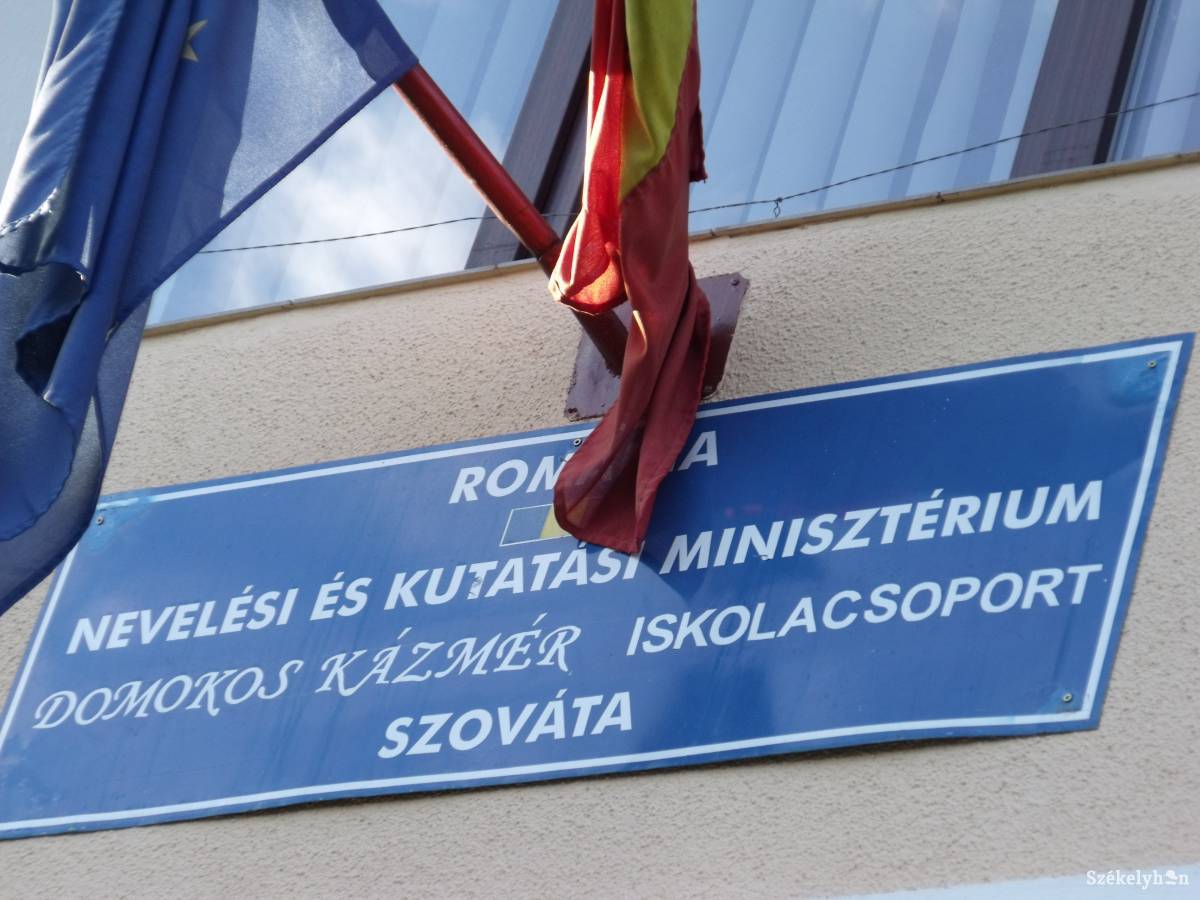 NEVELÉSI ÉS KUTATÁSI MINISZTÉRIUM
DOMOKOS KÁZMÉR ISKOLACSOPORT
SZOVÁTA
Székelyhon